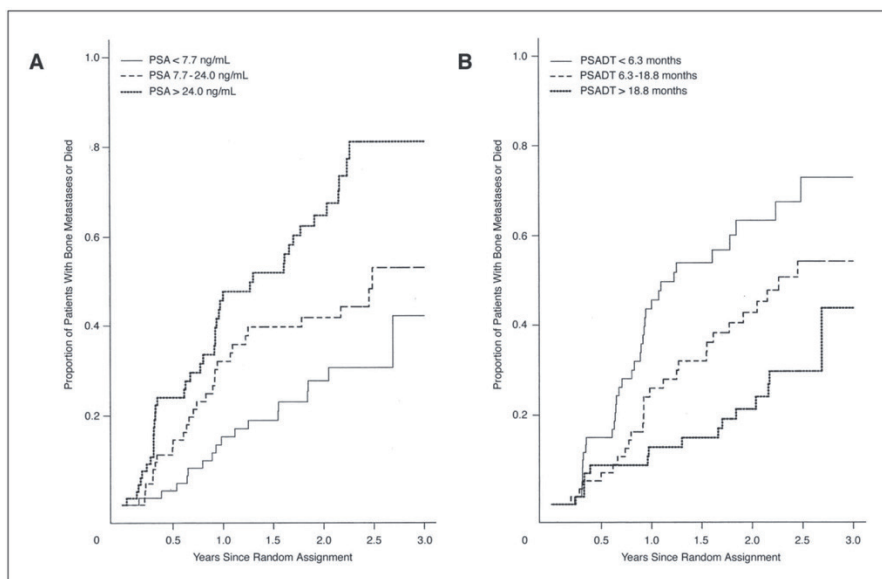 A
PSA < 7.7 ng/mL
PSA 7.7-24.0 ng/mL
PSA > 24.0 ng/mL
Proportion of Patients With Bone Metastases or Died
1.0
.8
0.6
0.4
0.2
0
0.5
1.0
1.5
2.0
2.5
3.0
Years Since Random Assignment
B
PSADT < 6.3 months
PSADT 6.3-18.8 months
PSADT > 18.8 months
Proportion of Patients With Bone Metastases or Died
1.0
.8
0.6
0.4
0.2
0
0.5
1.0
1.5
2.0
2.5
3.0
Years Since Random Assignment